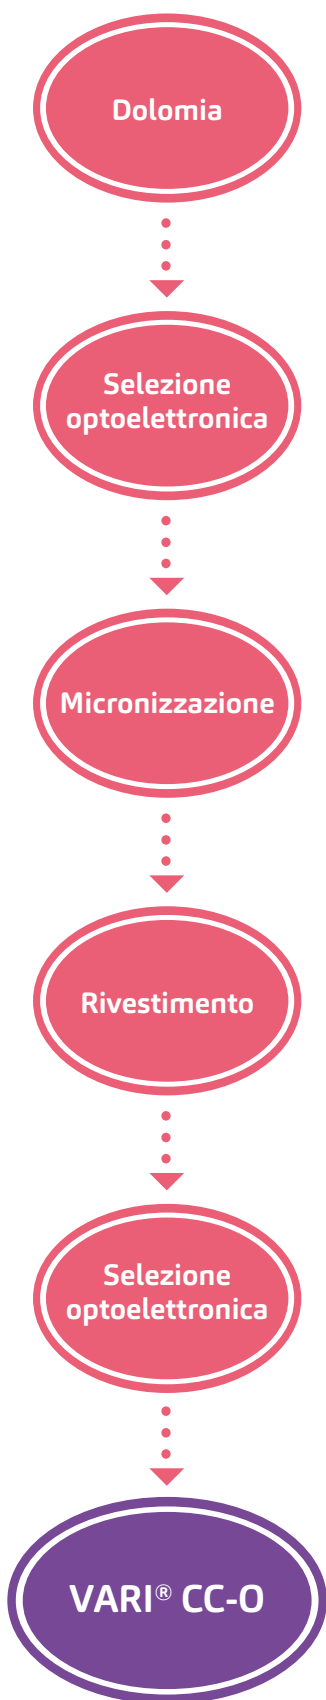 Dolomia
Selezione
optoelettronica
Micronizzazione
Rivestimento
Selezione
optoelettronica
VARI® CC-O